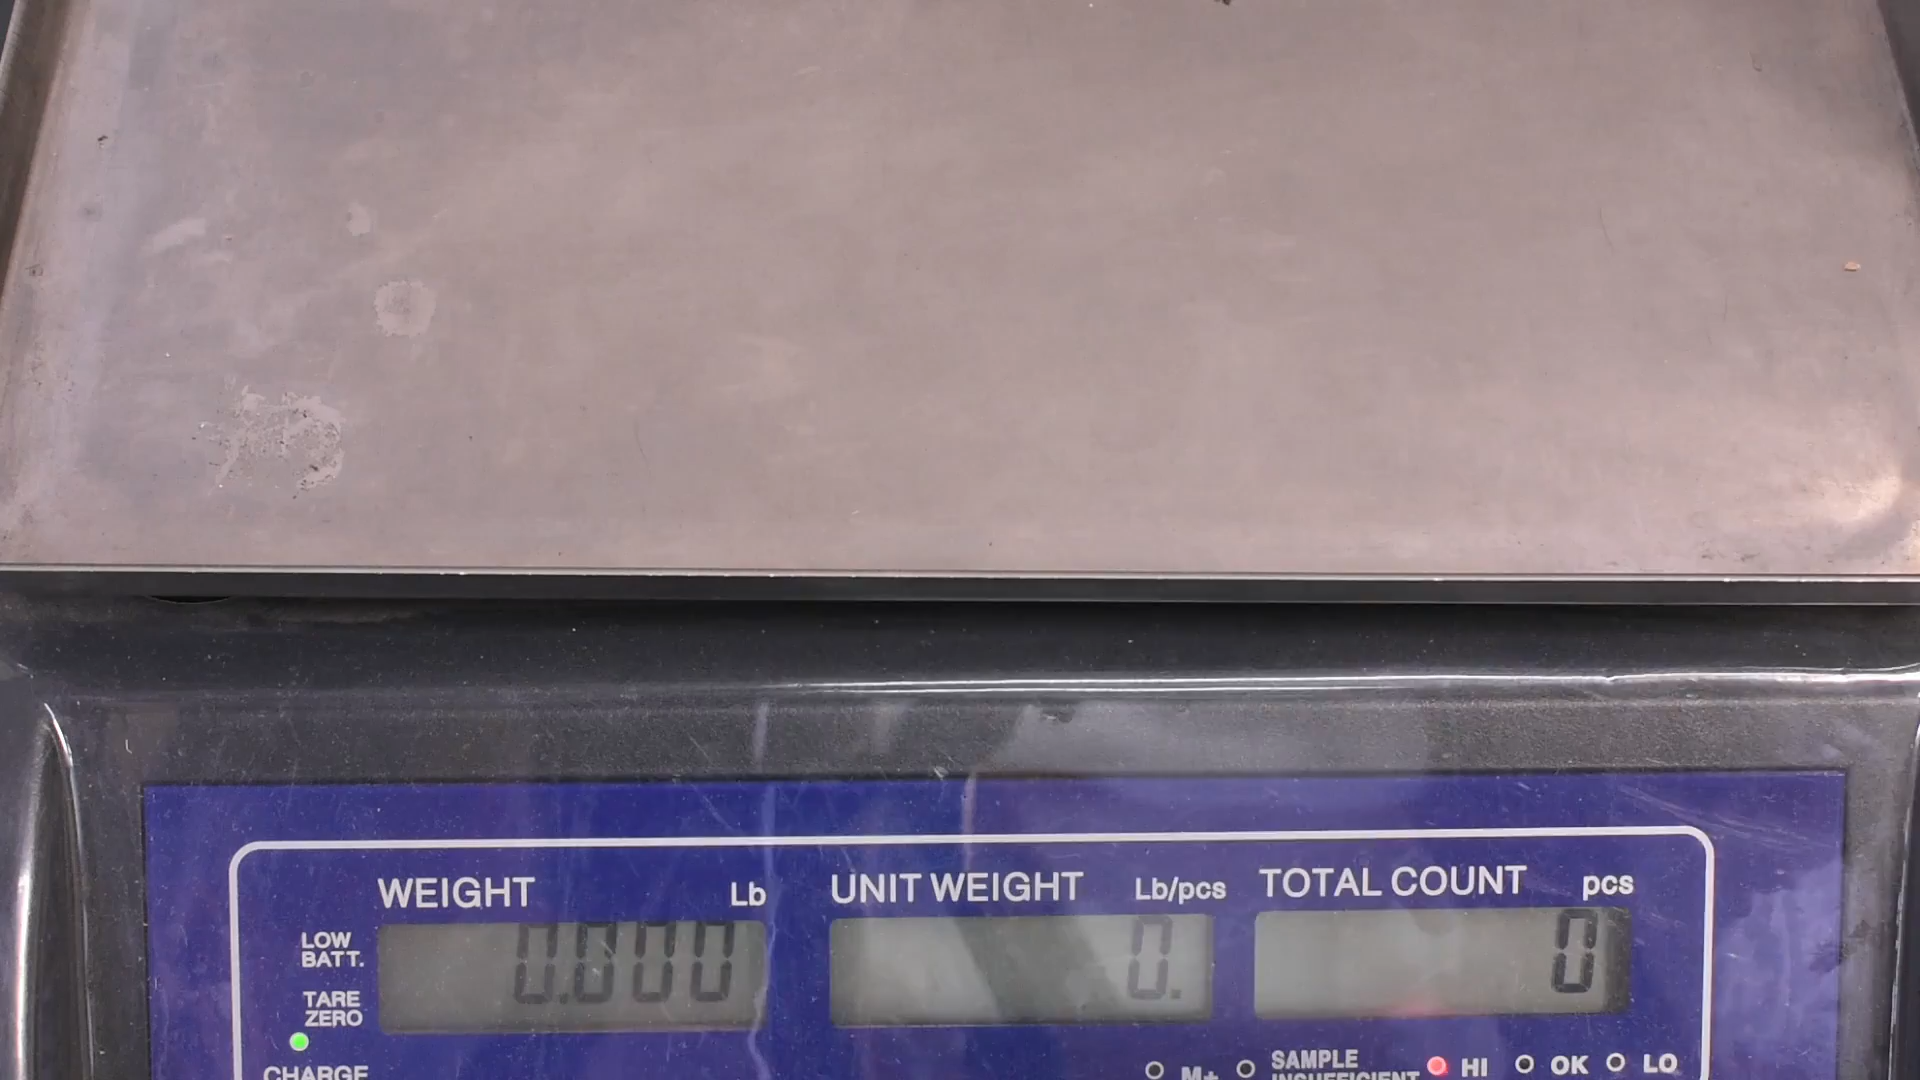 WEIGHT Lb UNIT WEIGHT Lb/pcs TOTAL COUNT pcs
LOW
BATT.
0.000 0. 0
TARE
ZERO
CHARGE
M+ SAMPLE
INSUFFICIENT HI OK LO